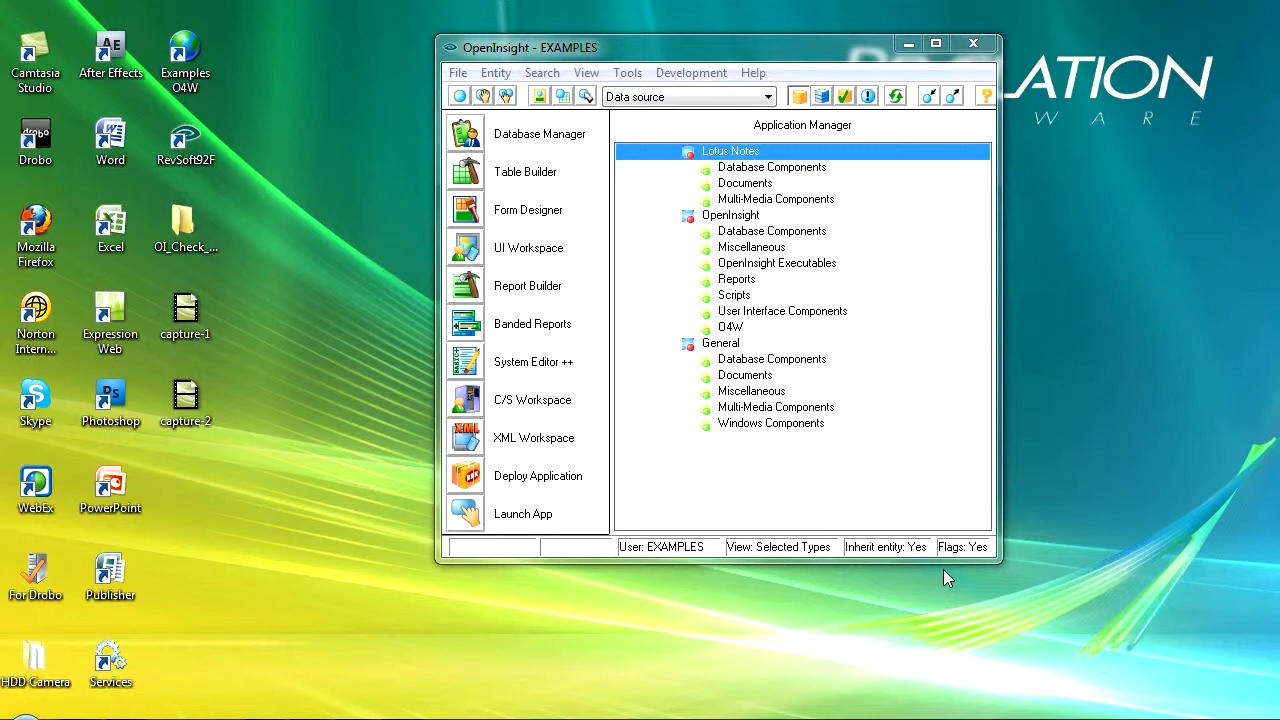 Camtasia
Studio
After Effects
Examples
O4W
Drobo
Word
RevSoft92F
Mozilla
Firefox
Excel
OI_Check_...
Norton
Intern...
Expression
Web
capture-1
Skype
Photoshop
capture-2
WebEx
PowerPoint
For Drobo
Publisher
HDD Camera
Services
OpenInsight - EXAMPLES
File Entity Search View Tools Development Help
Data source
Database Manager
Table Builder
Form Designer
UI Workspace
Report Builder
Banded Reports
System Editor ++
C/S Workspace
XML Workspace
Deploy Application
Launch App
Application Manager
Lotus Notes
Database Components
Documents
Multi-Media Components
OpenInsight
Database Components
Miscellaneous
OpenInsight Executables
Reports
Scripts
User Interface Components
O4W
General
Database Components
Documents
Miscellaneous
Multi-Media Components
Windows Components
User: EXAMPLES View: Selected Types Inherit entity: Yes Flags: Yes
ATION
W A R E